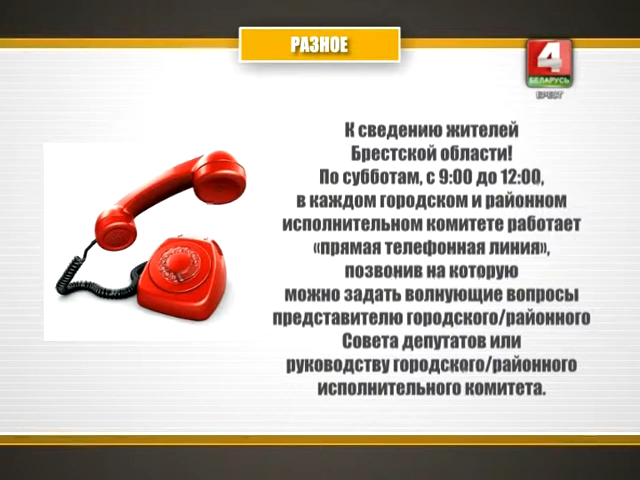 РАЗНОЕ
4
БЕЛАРУСЬ
БРЕСТ
К сведению жителей
Брестской области!
По субботам, с 9:00 до 12:00,
в каждом городском и районном
исполнительном комитете работает
«прямая телефонная линия»,
позвонив на которую
можно задать волнующие вопросы
представителю городского/районного
Совета депутатов или
руководству городского/районного
исполнительного комитета.